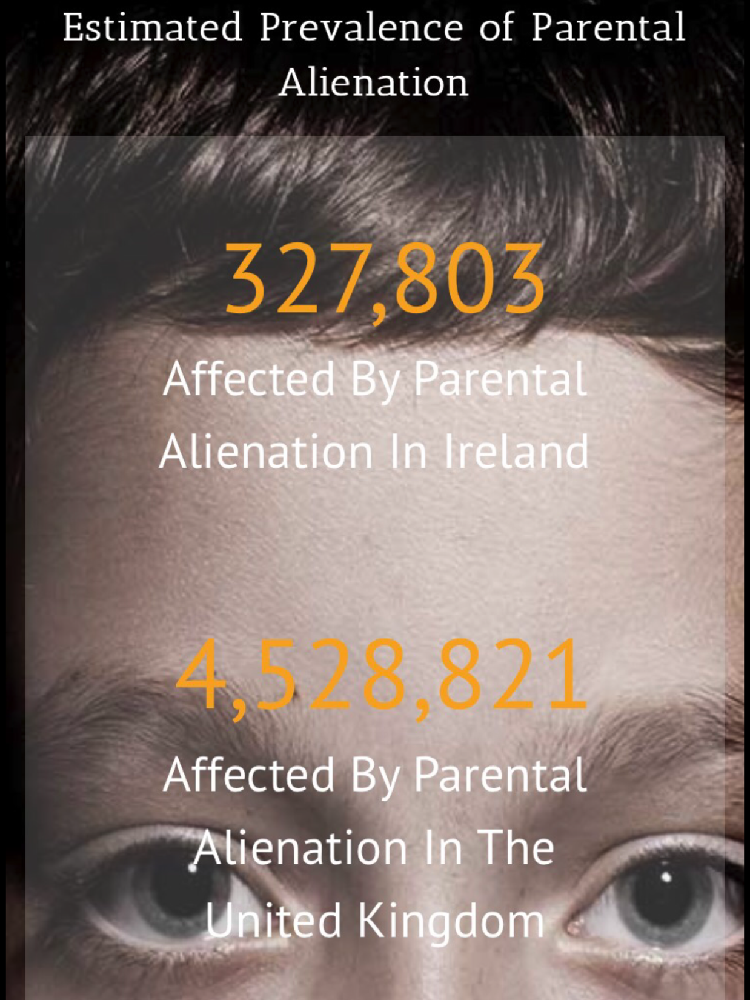 Estimated Prevalence of Parental
Alienation
327,803
Affected By Parental
Alienation In Ireland
4,528,821
Affected By Parental
Alienation In The
United Kingdom